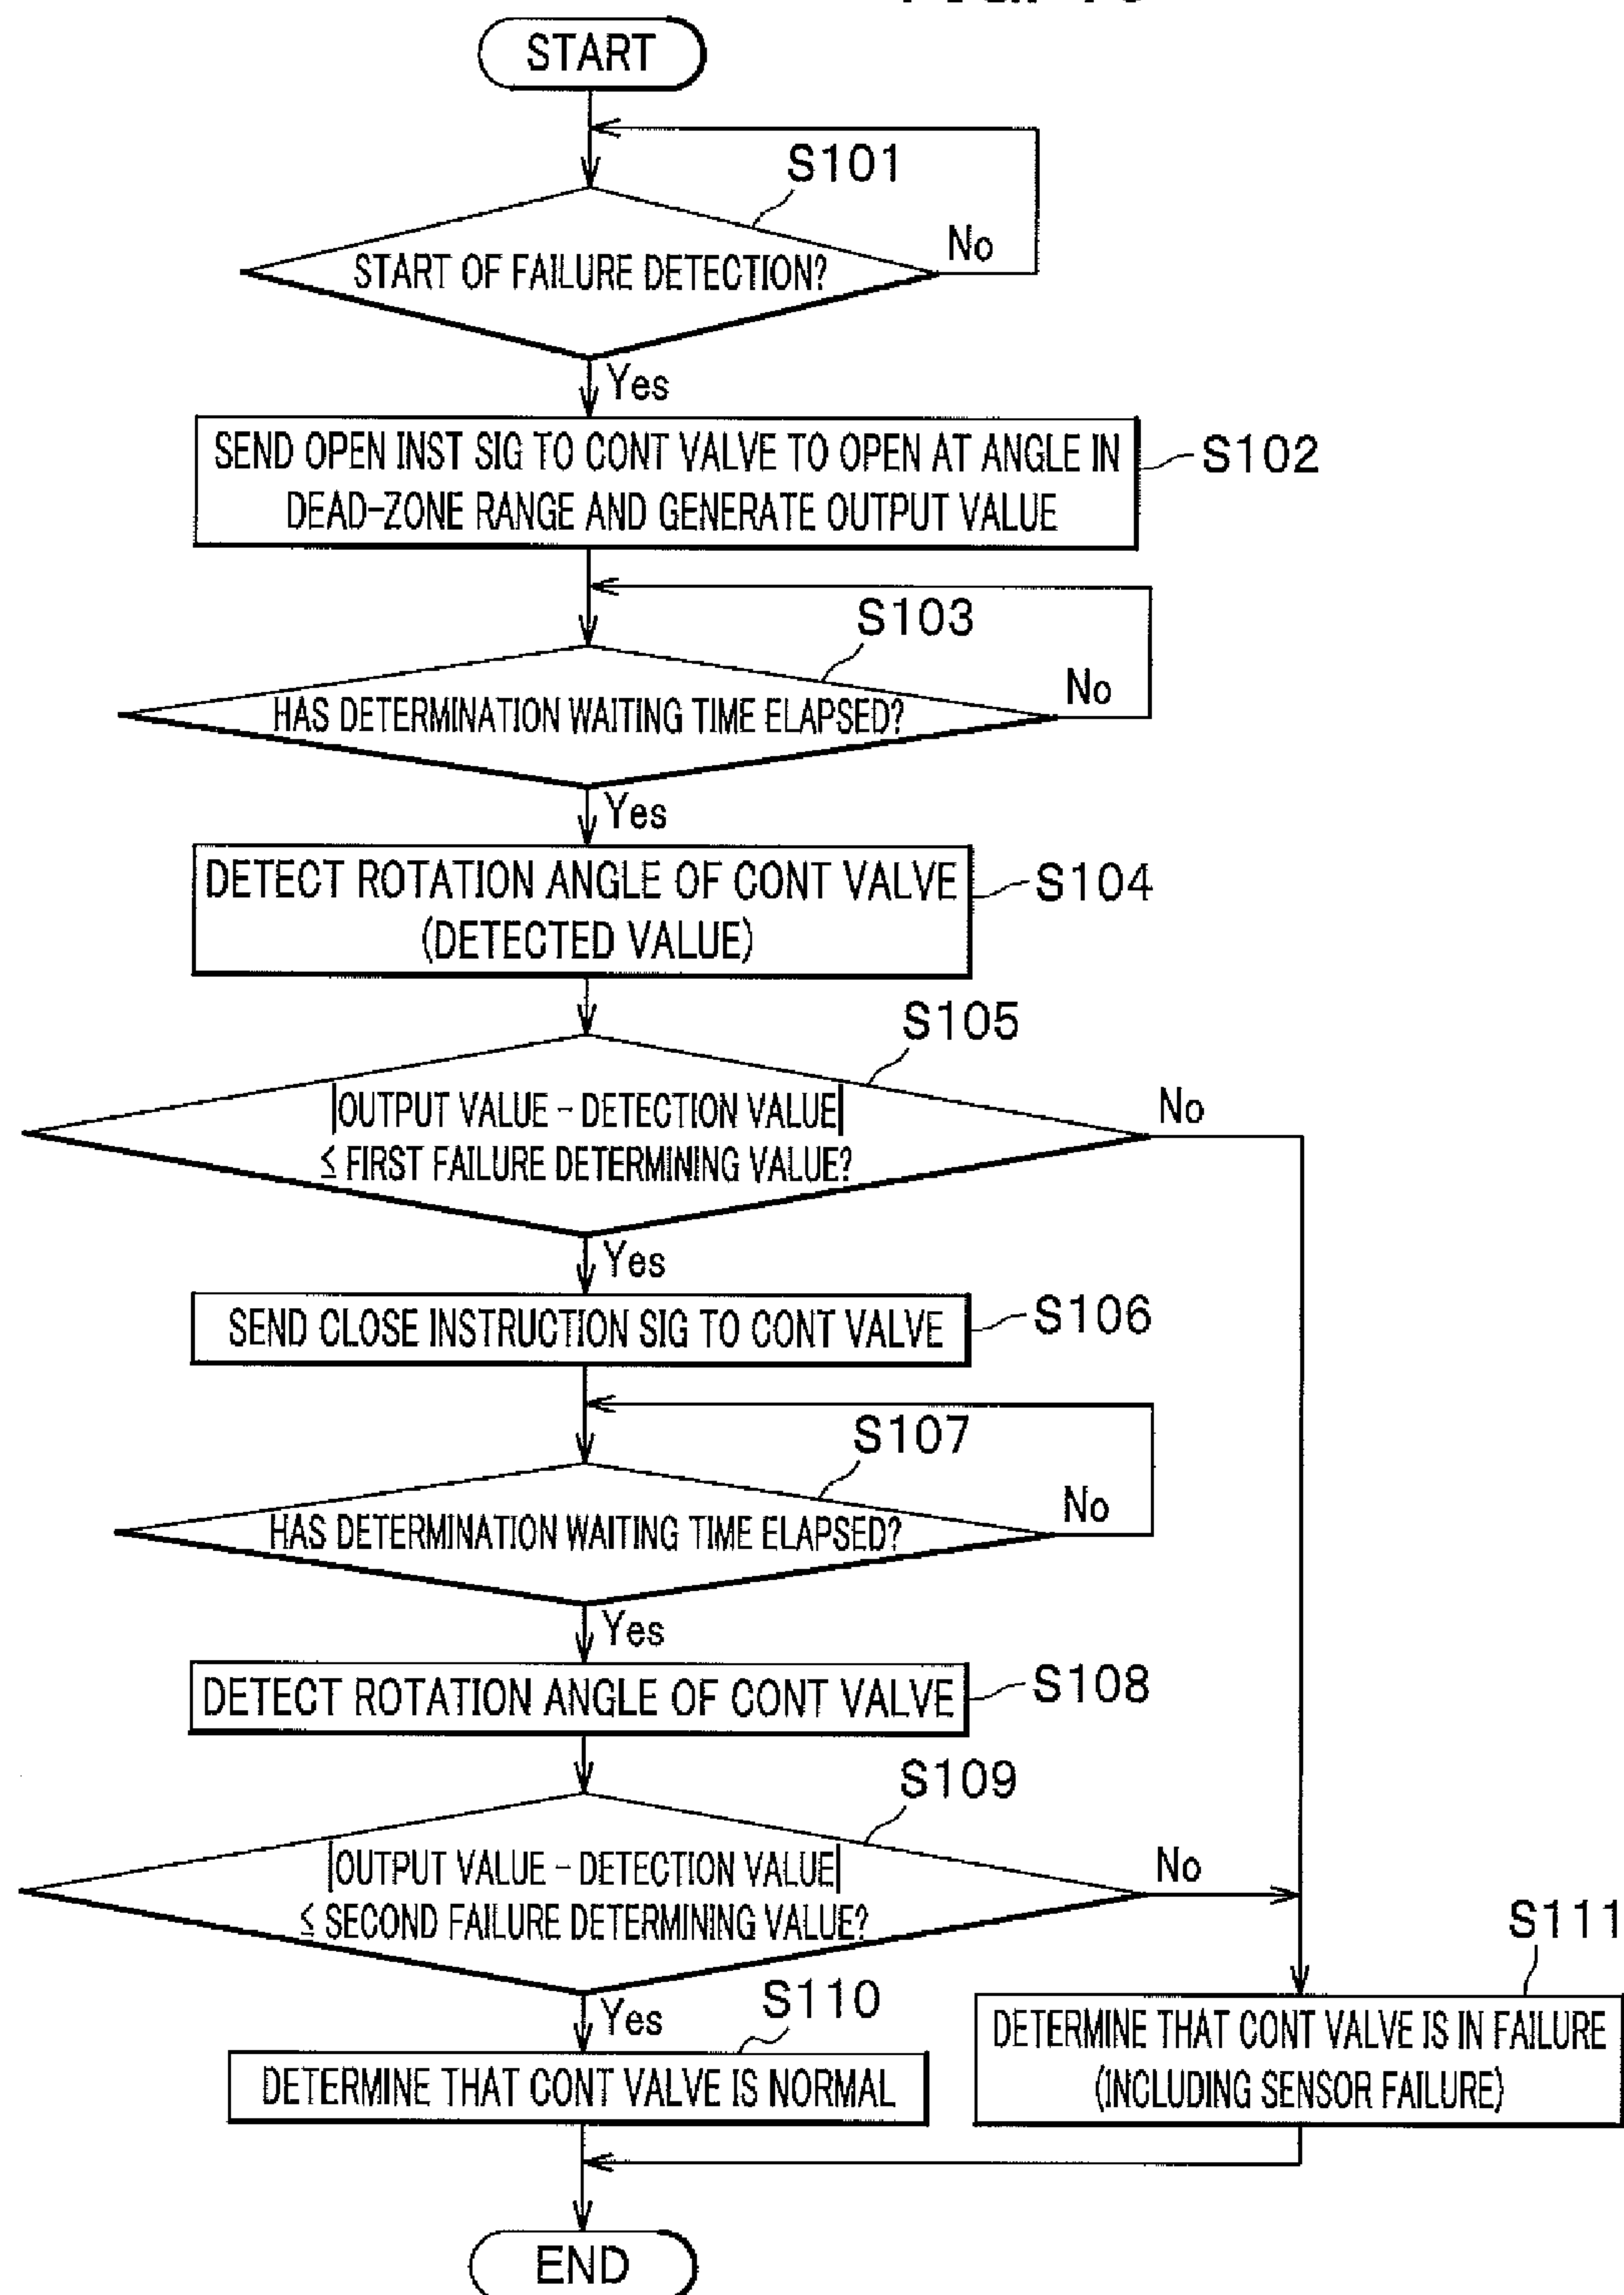 START
S101
No
START OF FAILURE DETECTION?
Yes
SEND OPEN INST SIG TO CONT VALVE TO OPEN AT ANGLE IN
DEAD-ZONE RANGE AND GENERATE OUTPUT VALUE
S102
S103
No
HAS DETERMINATION WAITING TIME ELAPSED?
Yes
DETECT ROTATION ANGLE OF CONT VALVE
(DETECTED VALUE)
S104
S105
No
|OUTPUT VALUE - DETECTION VALUE|
≤ FIRST FAILURE DETERMINING VALUE?
Yes
SEND CLOSE INSTRUCTION SIG TO CONT VALVE
S106
S107
No
HAS DETERMINATION WAITING TIME ELAPSED?
Yes
DETECT ROTATION ANGLE OF CONT VALVE
S108
S109
No
|OUTPUT VALUE - DETECTION VALUE|
≤ SECOND FAILURE DETERMINING VALUE?
Yes
S110
DETERMINE THAT CONT VALVE IS NORMAL
S111
DETERMINE THAT CONT VALVE IS IN FAILURE
(INCLUDING SENSOR FAILURE)
END